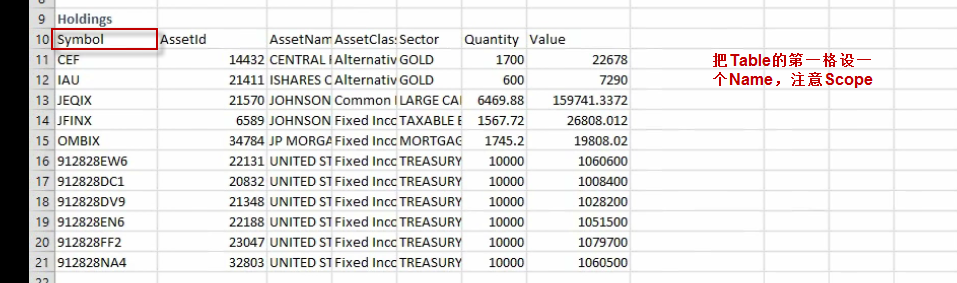 8
9 Holdings
10 Symbol AssetId AssetNam AssetClass Sector Quantity Value
11 CEF 14432 CENTRAL F Alternativ GOLD 1700 22678
12 IAU 21411 ISHARES C Alternativ GOLD 600 7290
13 JEQIX 21570 JOHNSON Common LARGE CA 6469.88 159741.3372
14 JFINX 6589 JOHNSON Fixed Inco TAXABLE B 1567.72 26808.012
15 OMBIX 34784 JP MORGA Fixed Inco MORTGAG 1745.2 19808.02
16 912828EW6 22131 UNITED ST Fixed Inco TREASURY 10000 1060600
17 912828DC1 20832 UNITED ST Fixed Inco TREASURY 10000 1008400
18 912828DV9 21348 UNITED ST Fixed Inco TREASURY 10000 1028200
19 912828EN6 22188 UNITED ST Fixed Inco TREASURY 10000 1051500
20 912828FF2 23047 UNITED ST Fixed Inco TREASURY 10000 1079700
21 912828NA4 32803 UNITED ST Fixed Inco TREASURY 10000 1060500
22
把Table的第一格设一
个Name，注意Scope